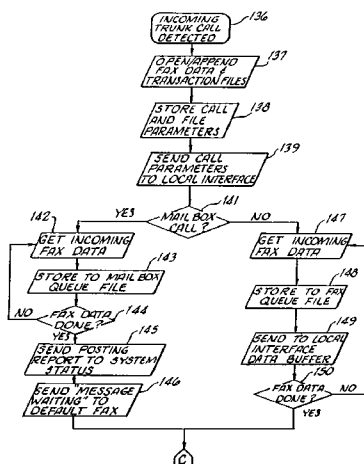 INCOMING
TRUNK CALL
DETECTED
136
OPEN/APPEND
FAX DATA &
TRANSACTION FILES
137
STORE CALL
AND FILE
PARAMETERS
138
SEND CALL
PARAMETERS
TO LOCAL INTERFACE
139
MAILBOX
CALL?
141
YES
NO
142
GET INCOMING
FAX DATA
143
STORE TO MAILBOX
QUEUE FILE
FAX DATA
DONE?
144
NO
YES
145
SEND POSTING
REPORT TO SYSTEM
STATUS
146
SEND "MESSAGE
WAITING" TO
DEFAULT FAX
147
GET INCOMING
FAX DATA
148
STORE TO FAX
QUEUE FILE
149
SEND TO LOCAL
INTERFACE
DATA BUFFER
150
FAX DATA
DONE?
NO
YES
C